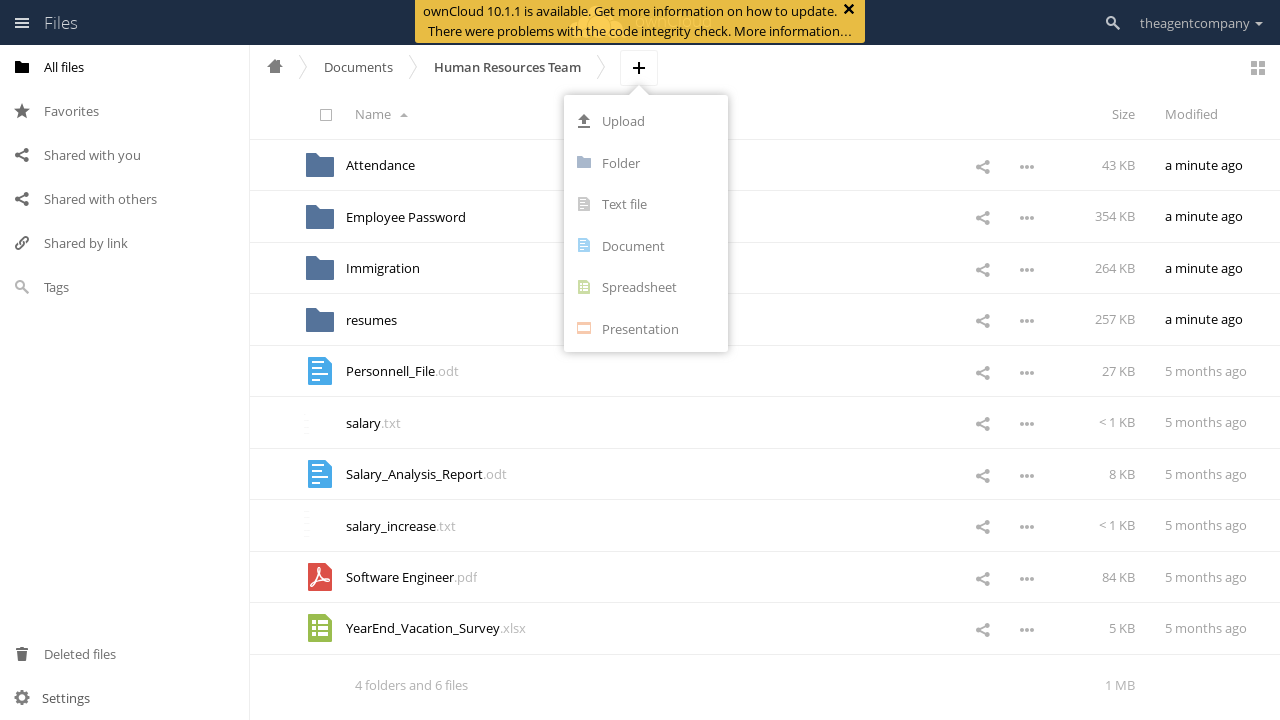 Files
ownCloud 10.1.1 is available. Get more information on how to update.
There were problems with the code integrity check. More information…
theagentcompany
All files
Favorites
Shared with you
Shared with others
Shared by link
Tags
Deleted files
Settings
Documents
Human Resources Team
Upload
Folder
Text file
Document
Spreadsheet
Presentation
Name Size Modified
Attendance 43 KB a minute ago
Employee Password 354 KB a minute ago
Immigration 264 KB a minute ago
resumes 257 KB a minute ago
Personnell_File.odt 27 KB 5 months ago
salary.txt < 1 KB 5 months ago
Salary_Analysis_Report.odt 8 KB 5 months ago
salary_increase.txt < 1 KB 5 months ago
Software Engineer.pdf 84 KB 5 months ago
YearEnd_Vacation_Survey.xlsx 5 KB 5 months ago
4 folders and 6 files 1 MB